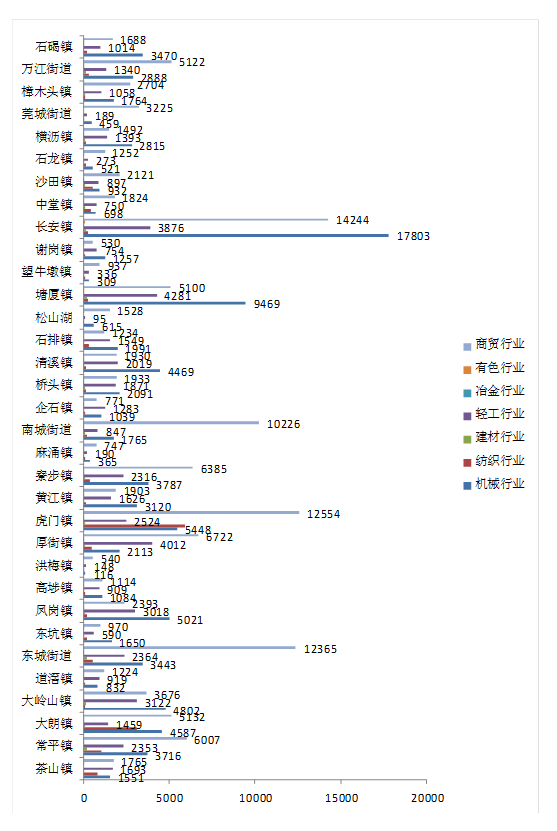 石碣镇 1688 1014 3470
万江街道 5122 1340 2888
樟木头镇 2704 1058 1764
莞城街道 3225 189 459
横沥镇 1492 1393 2815
石龙镇 1252 273 521
沙田镇 2121 897 932
中堂镇 1824 750 698
长安镇 14244 3876 17803
谢岗镇 530 754 1257
望牛墩镇 937 336 309
塘厦镇 5100 4281 9469
松山湖 1528 95 615
石排镇 1234 1549 1991
清溪镇 1930 2019 4469
桥头镇 1933 1871 2091
企石镇 771 1283 1039
南城街道 10226 847 1765
麻涌镇 747 190 365
寮步镇 6385 2316 3787
黄江镇 1903 1626 3120
虎门镇 12554 2524 5448
厚街镇 6722 4012 2113
洪梅镇 540 148 116
高埗镇 1114 909 1084
凤岗镇 2393 3018 5021
东坑镇 970 590 1650
东城街道 12365 2364 3443
道滘镇 1224 919 832
大岭山镇 3676 3122 4802
大朗镇 5132 1459 4587
常平镇 6007 2353 3716
茶山镇 1765 1693 1551
0 5000 10000 15000 20000
商贸行业
有色行业
冶金行业
轻工行业
建材行业
纺织行业
机械行业